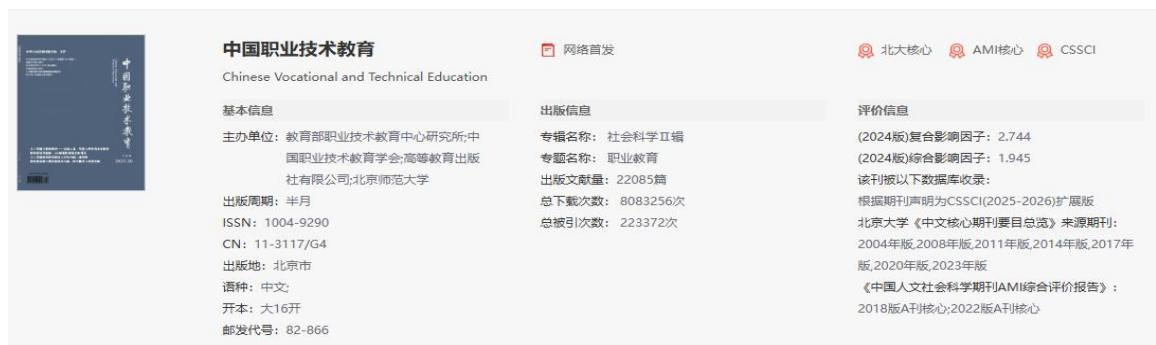 中国职业技术教育
Chinese Vocational and Technical Education
基本信息
主办单位：教育部职业技术教育中心研究所;中
国职业技术教育学会;高等教育出版
社有限公司;北京师范大学
出版周期：半月
ISSN：1004-9290
CN：11-3117/G4
出版地：北京市
语种：中文;
开本：大16开
邮发代号：82-866
网络首发
出版信息
专辑名称：社会科学Ⅱ辑
专题名称：职业教育
出版文献量：22085篇
总下载次数：8083256次
总被引次数：223372次
北大核心 AMI核心 CSSCI
评价信息
(2024版)复合影响因子：2.744
(2024版)综合影响因子：1.945
该刊被以下数据库收录：
根据期刊声明为CSSCI(2025-2026)扩展版
北京大学《中文核心期刊要目总览》来源期刊：
2004年版,2008年版,2011年版,2014年版,2017年
版,2020年版,2023年版
《中国人文社会科学期刊AMI综合评价报告》：
2018版A刊核心;2022版A刊核心
中国职业技术教育